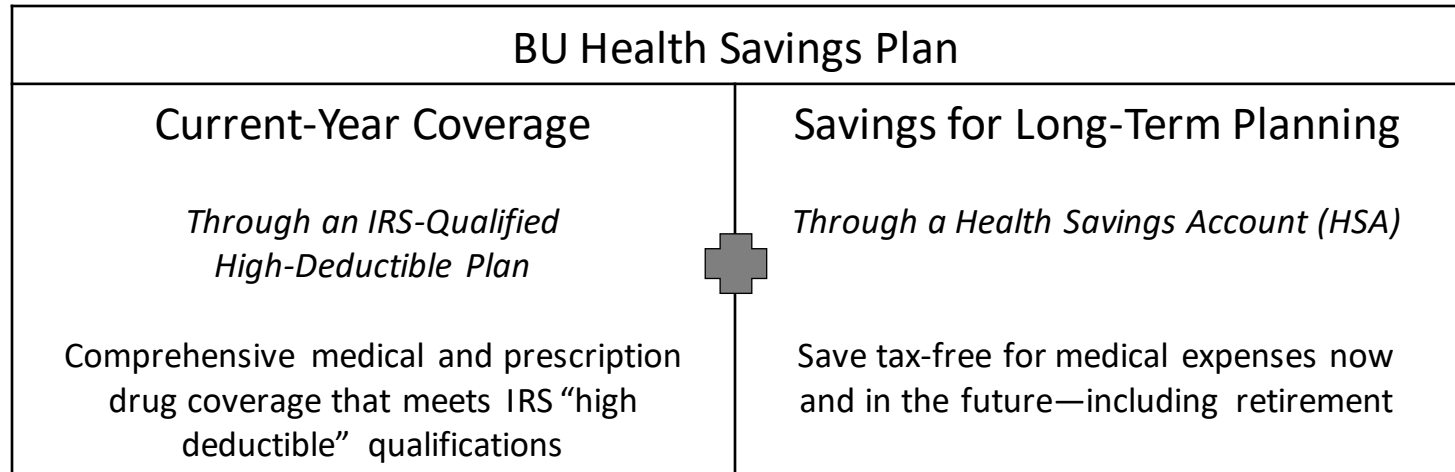 BU Health Savings Plan
Current-Year Coverage
Through an IRS-Qualified
High-Deductible Plan
Comprehensive medical and prescription
drug coverage that meets IRS “high
deductible” qualifications
Savings for Long-Term Planning
Through a Health Savings Account (HSA)
Save tax-free for medical expenses now
and in the future—including retirement